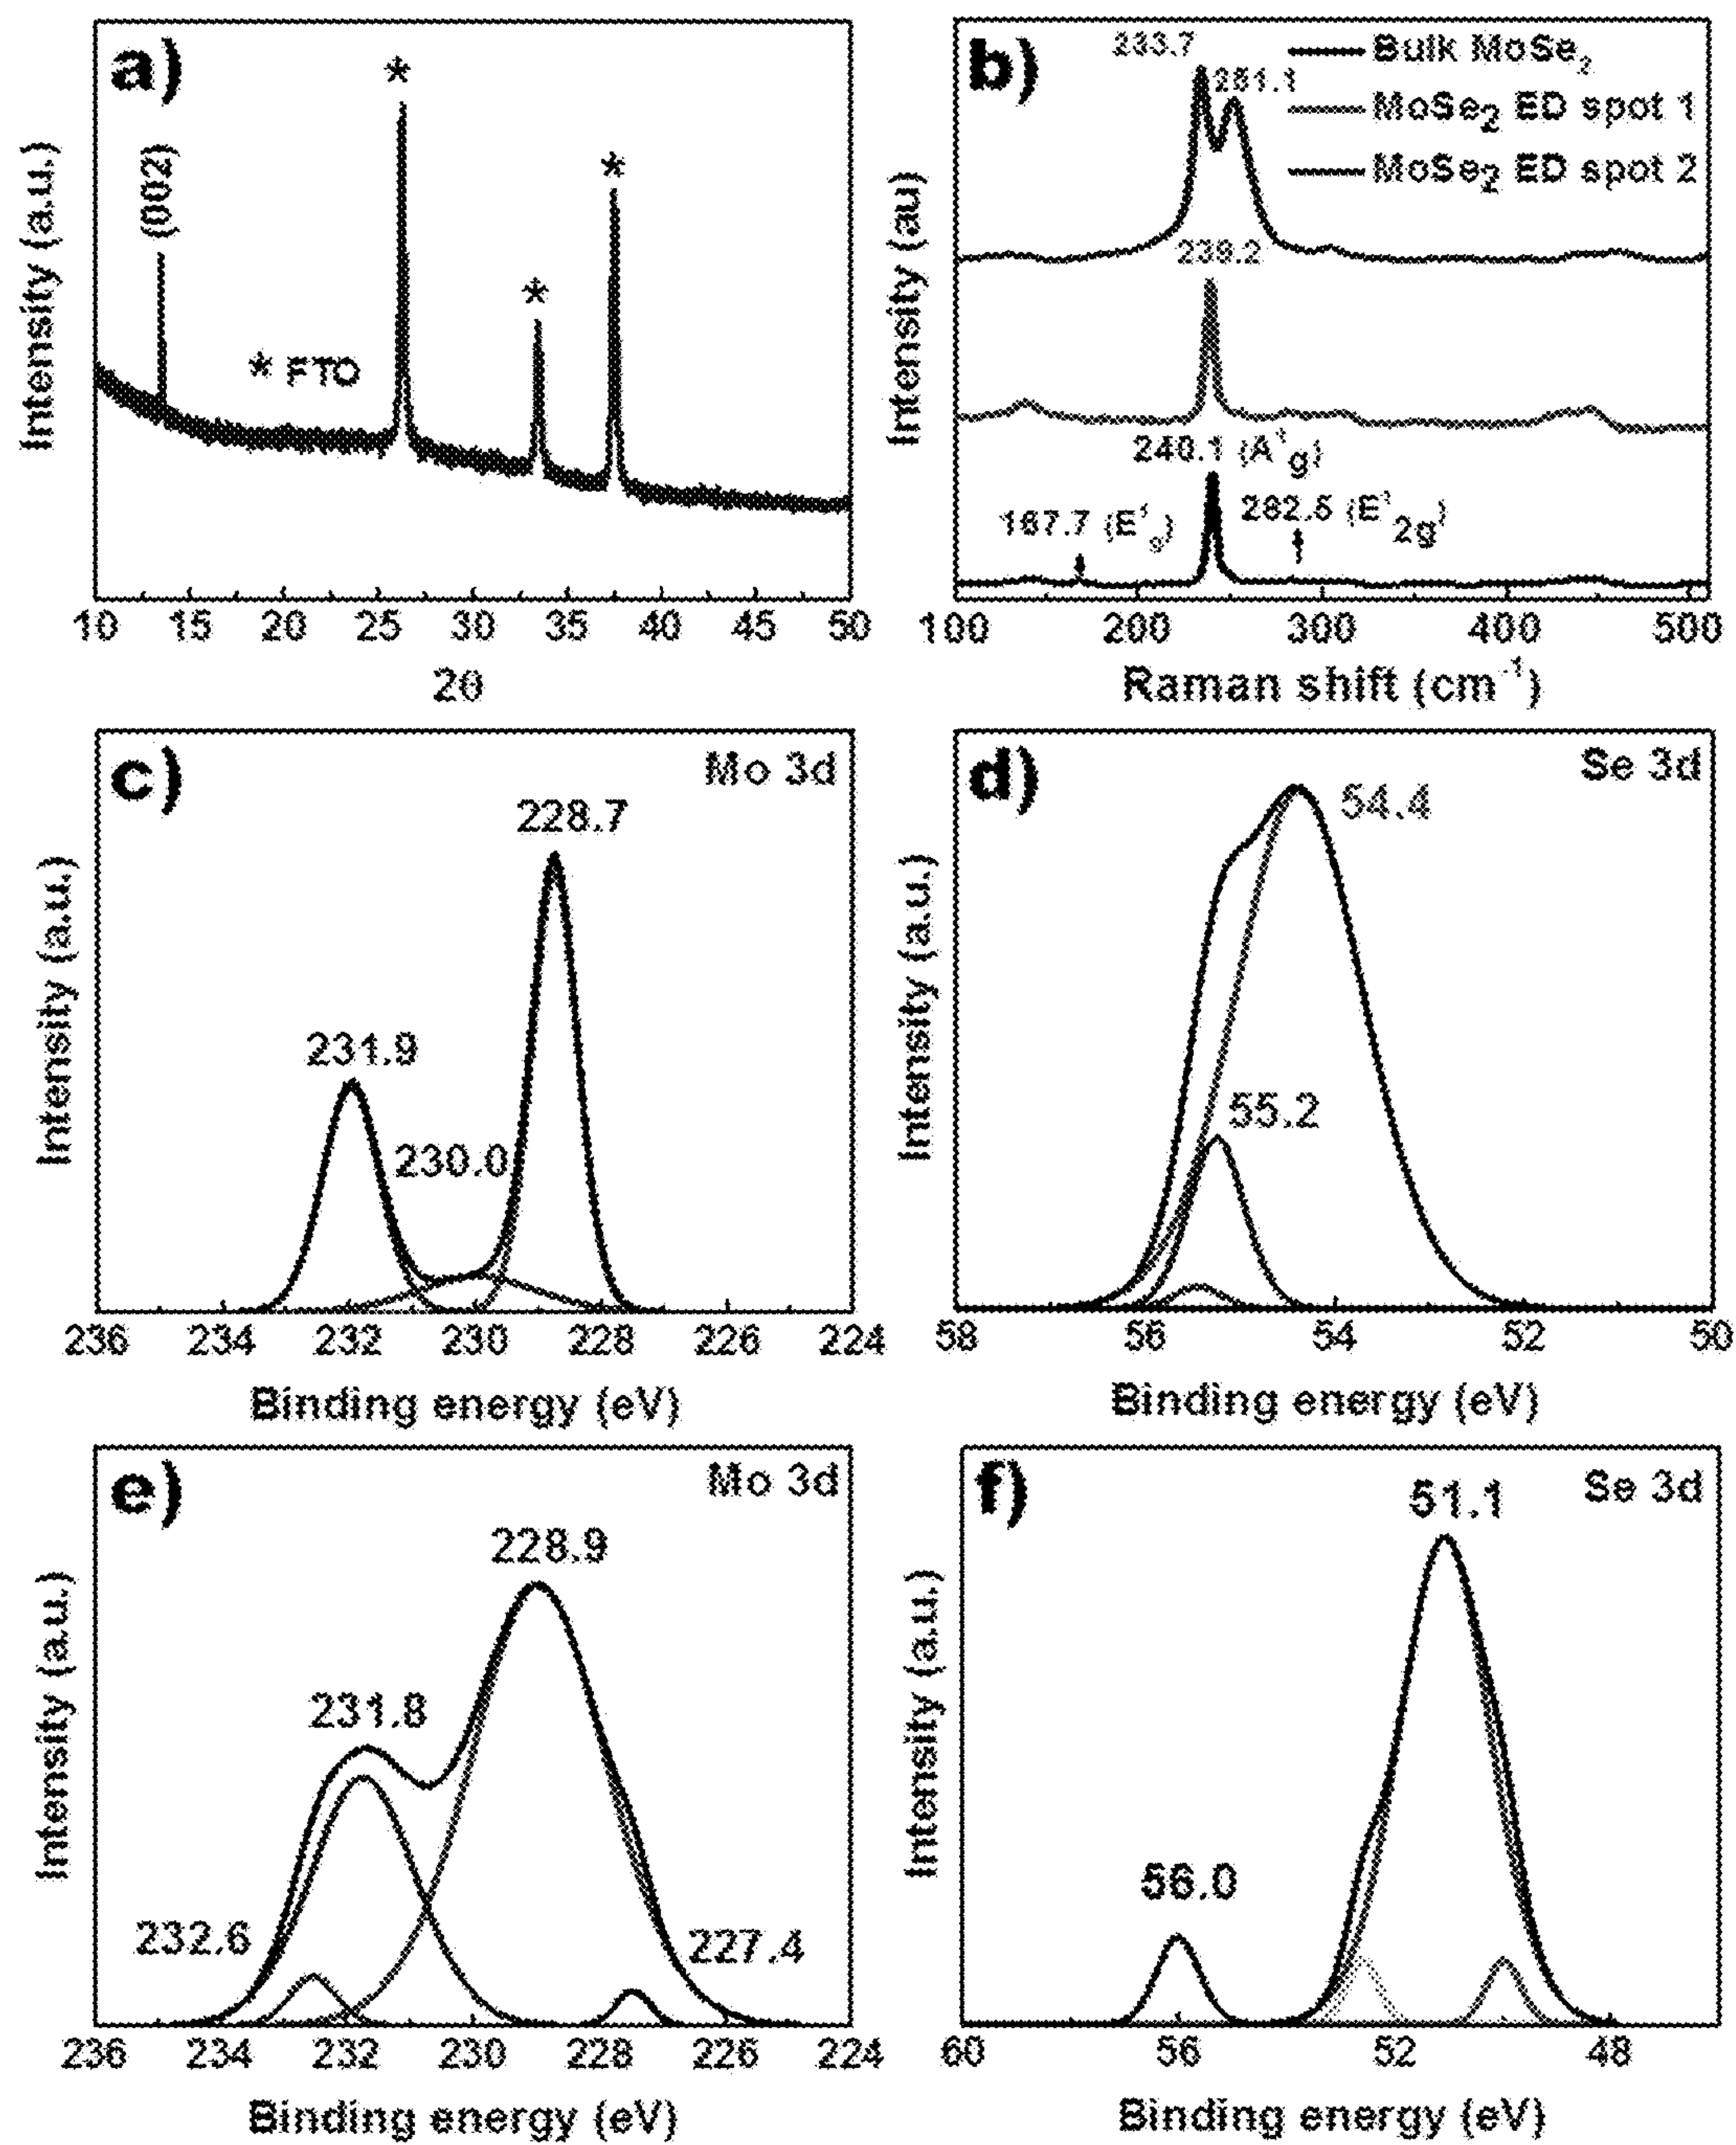 a)
*
*
*
(002)
* FTO
Intensity (a.u.)
10 15 20 25 30 35 40 45 50
2θ
b)
233.7
251.1
Bulk MoSe2
MoSe2 ED spot 1
MoSe2 ED spot 2
239.2
240.1 (A1g)
167.7 (E1g)
282.5 (E12g)
Intensity (au)
100 200 300 400 500
Raman shift (cm-1)
c)
Mo 3d
228.7
231.9
230.0
Intensity (a.u.)
236 234 232 230 228 226 224
Binding energy (eV)
d)
Se 3d
54.4
55.2
Intensity (a.u.)
58 56 54 52 50
Binding energy (eV)
e)
Mo 3d
228.9
231.8
232.6
227.4
Intensity (a.u.)
236 234 232 230 228 226 224
Binding energy (eV)
f)
Se 3d
51.1
56.0
Intensity (a.u.)
60 56 52 48
Binding energy (eV)